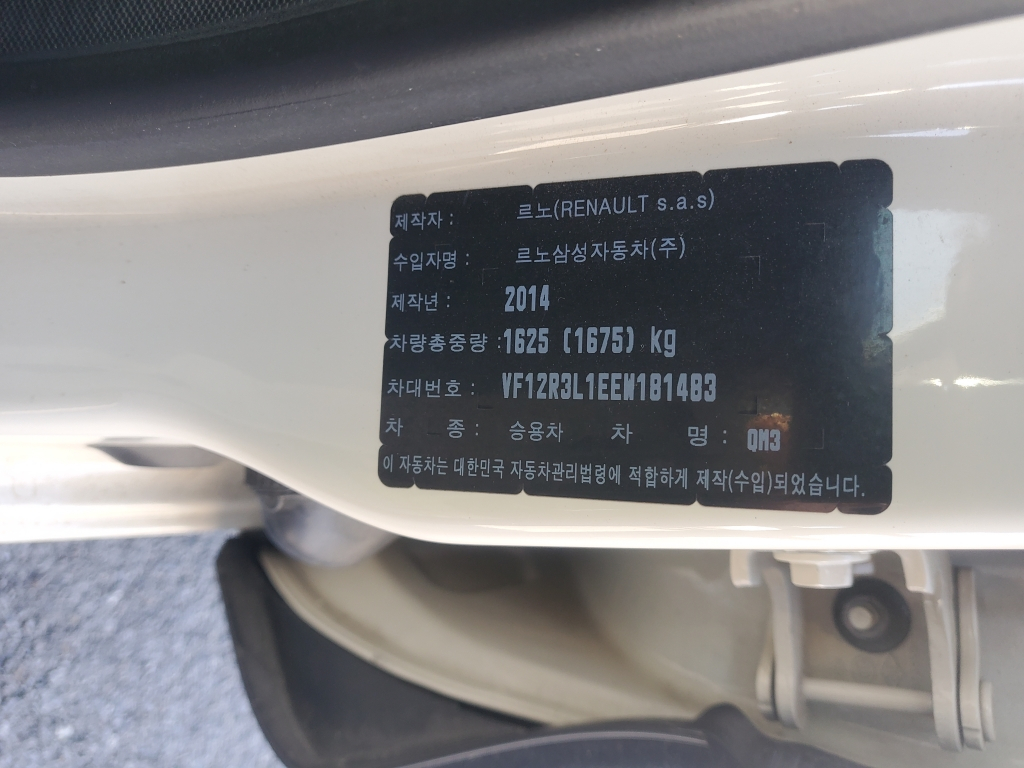 제작자 : 르노(RENAULT s.a.s)
수입자명 : 르노삼성자동차(주)
제작년 : 2014
차량총중량 : 1625 (1675) kg
차대번호 : VF12R3L1EEW181483
차 종 : 승용차 차 명 : QM3
이 자동차는 대한민국 자동차관리법령에 적합하게 제작(수입)되었습니다.